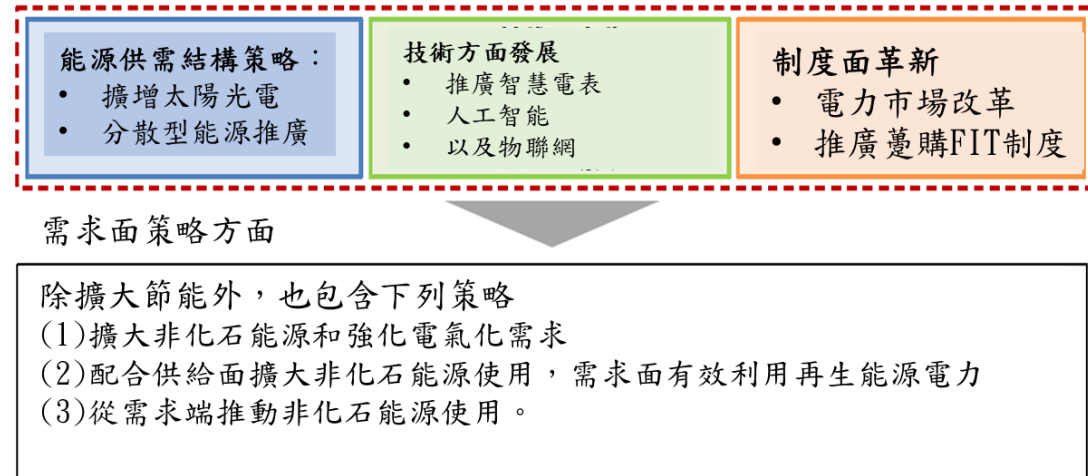 能源供需結構策略：
• 擴增太陽光電
• 分散型能源推廣
技術方面發展
• 推廣智慧電表
• 人工智能
• 以及物聯網
制度面革新
• 電力市場改革
• 推廣躉購FIT制度
需求面策略方面
除擴大節能外，也包含下列策略
(1)擴大非化石能源和強化電氣化需求
(2)配合供給面擴大非化石能源使用，需求面有效利用再生能源電力
(3)從需求端推動非化石能源使用。